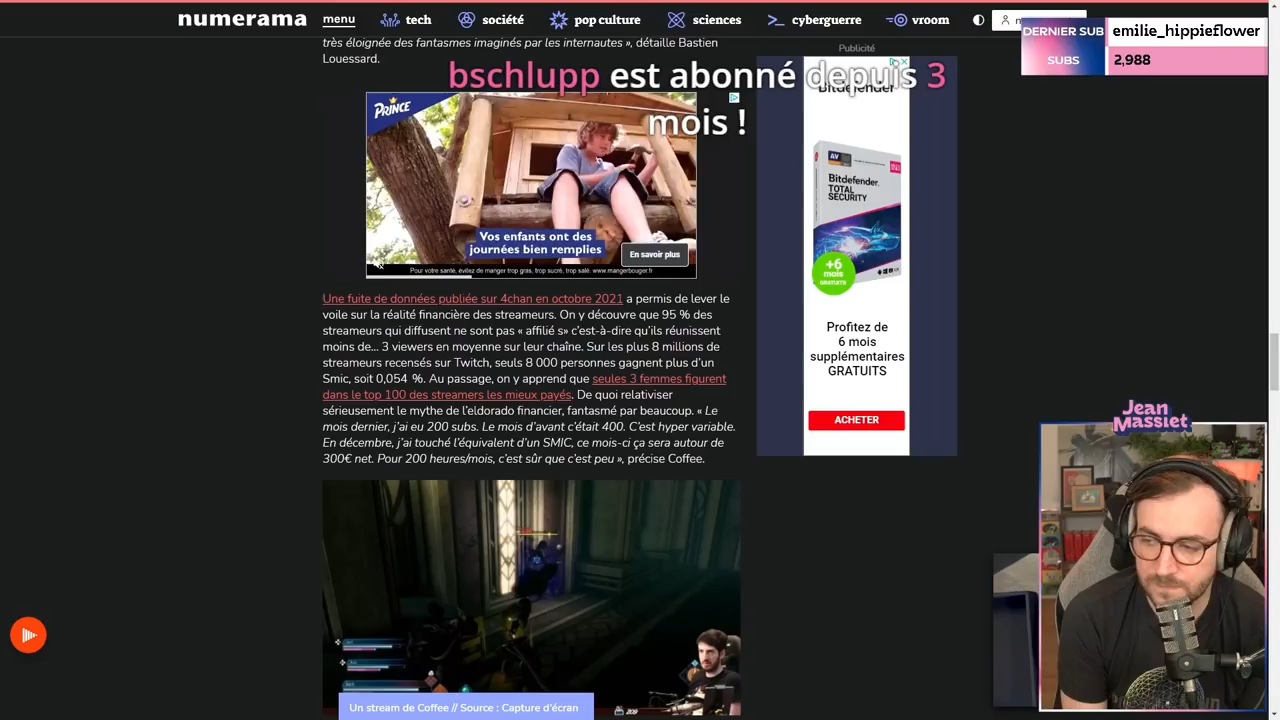 numerama
menu
tech
société
pop culture
sciences
cyberguerre
vroom
DERNIER SUB
emilie_hippieflower
SUBS
2,988
très éloignée des fantasmes imaginés par les internautes », détaille Bastien
Louessard.
Publicité
bschlupp est abonné depuis 3
mois !
PRINCE
Vos enfants ont des
journées bien remplies
En savoir plus
Pour votre santé, évitez de manger trop gras, trop sucré, trop salé. www.mangerbouger.fr
Bitdefender
AV
Bitdefender.
TOTAL
SECURITY
+6
mois
GRATUITS
Profitez de
6 mois
supplémentaires
GRATUITS
ACHETER
Une fuite de données publiée sur 4chan en octobre 2021 a permis de lever le
voile sur la réalité financière des streameurs. On y découvre que 95 % des
streameurs qui diffusent ne sont pas « affilié s» c'est-à-dire qu'ils réunissent
moins de… 3 viewers en moyenne sur leur chaîne. Sur les plus 8 millions de
streameurs recensés sur Twitch, seuls 8 000 personnes gagnent plus d'un
Smic, soit 0,054 %. Au passage, on y apprend que seules 3 femmes figurent
dans le top 100 des streamers les mieux payés. De quoi relativiser
sérieusement le mythe de l'eldorado financier, fantasmé par beaucoup. « Le
mois dernier, j'ai eu 200 subs. Le mois d'avant c'était 400. C'est hyper variable.
En décembre, j'ai touché l'équivalent d'un SMIC, ce mois-ci ça sera autour de
300€ net. Pour 200 heures/mois, c'est sûr que c'est peu », précise Coffee.
Un stream de Coffee // Source : Capture d'écran
Jean
Massiet